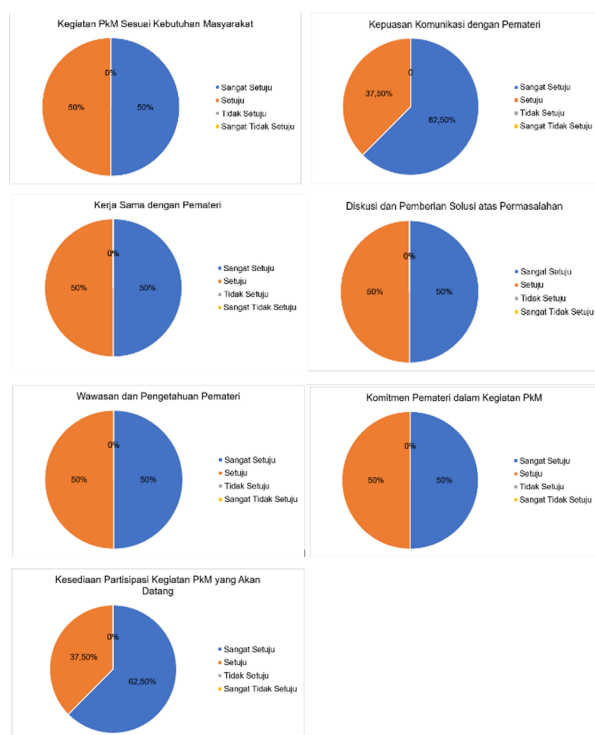 Kegiatan PkM Sesuai Kebutuhan Masyarakat
0%
50%
50%
Sangat Setuju
Setuju
Tidak Setuju
Sangat Tidak Setuju
Kepuasan Komunikasi dengan Pemateri
0
37,50%
62,50%
Sangat Setuju
Setuju
Tidak Setuju
Sangat Tidak Setuju
Kerja Sama dengan Pemateri
0%
50%
50%
Sangat Setuju
Setuju
Tidak Setuju
Sangat Tidak Setuju
Diskusi dan Pemberian Solusi atas Permasalahan
0%
50%
50%
Sangat Setuju
Setuju
Tidak Setuju
Sangat Tidak Setuju
Wawasan dan Pengetahuan Pemateri
0%
50%
50%
Sangat Setuju
Setuju
Tidak Setuju
Sangat Tidak Setuju
Komitmen Pemateri dalam Kegiatan PkM
0%
50%
50%
Sangat Setuju
Setuju
Tidak Setuju
Sangat Tidak Setuju
Kesediaan Partisipasi Kegiatan PkM yang Akan
Datang
0%
37,50%
62,50%
Sangat Setuju
Setuju
Tidak Setuju
Sangat Tidak Setuju